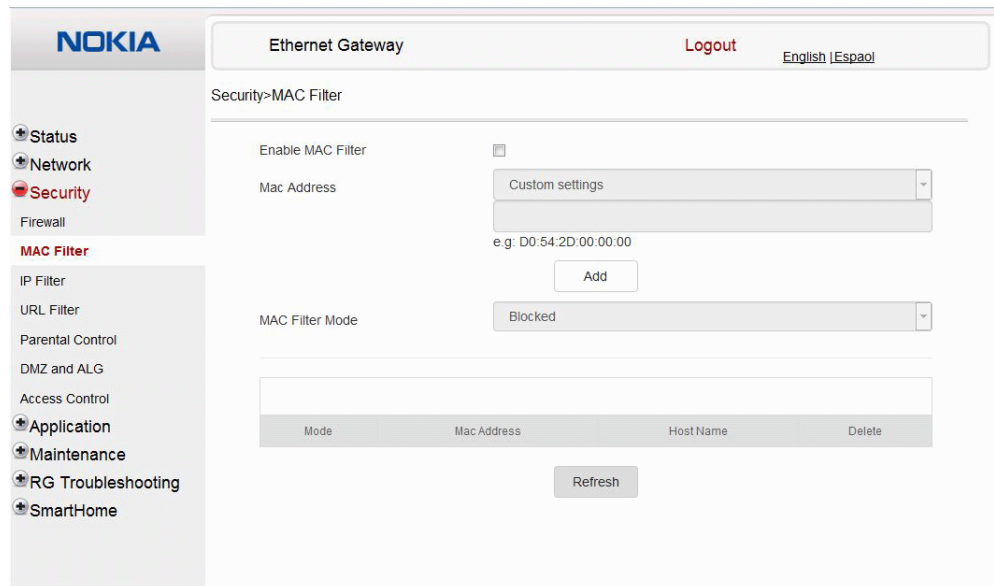 NOKIA
Ethernet Gateway
Logout
English | Espaol
Security>MAC Filter
Status
Network
Security
Firewall
MAC Filter
IP Filter
URL Filter
Parental Control
DMZ and ALG
Access Control
Application
Maintenance
RG Troubleshooting
SmartHome
Enable MAC Filter
Mac Address
Custom settings
e.g: D0:54:2D:00:00:00
Add
MAC Filter Mode
Blocked
Mode Mac Address Host Name Delete
Refresh